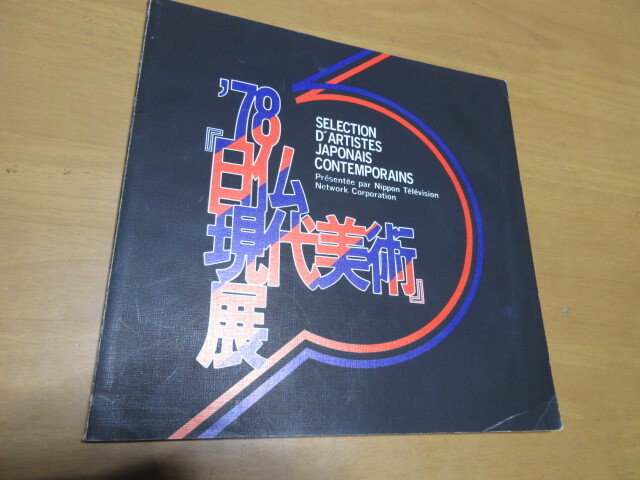 '78
『日仏
現代美術』
展
SELECTION
D'ARTISTES
JAPONAIS
CONTEMPORAINS
Présentée par Nippon Télévision
Network Corporation